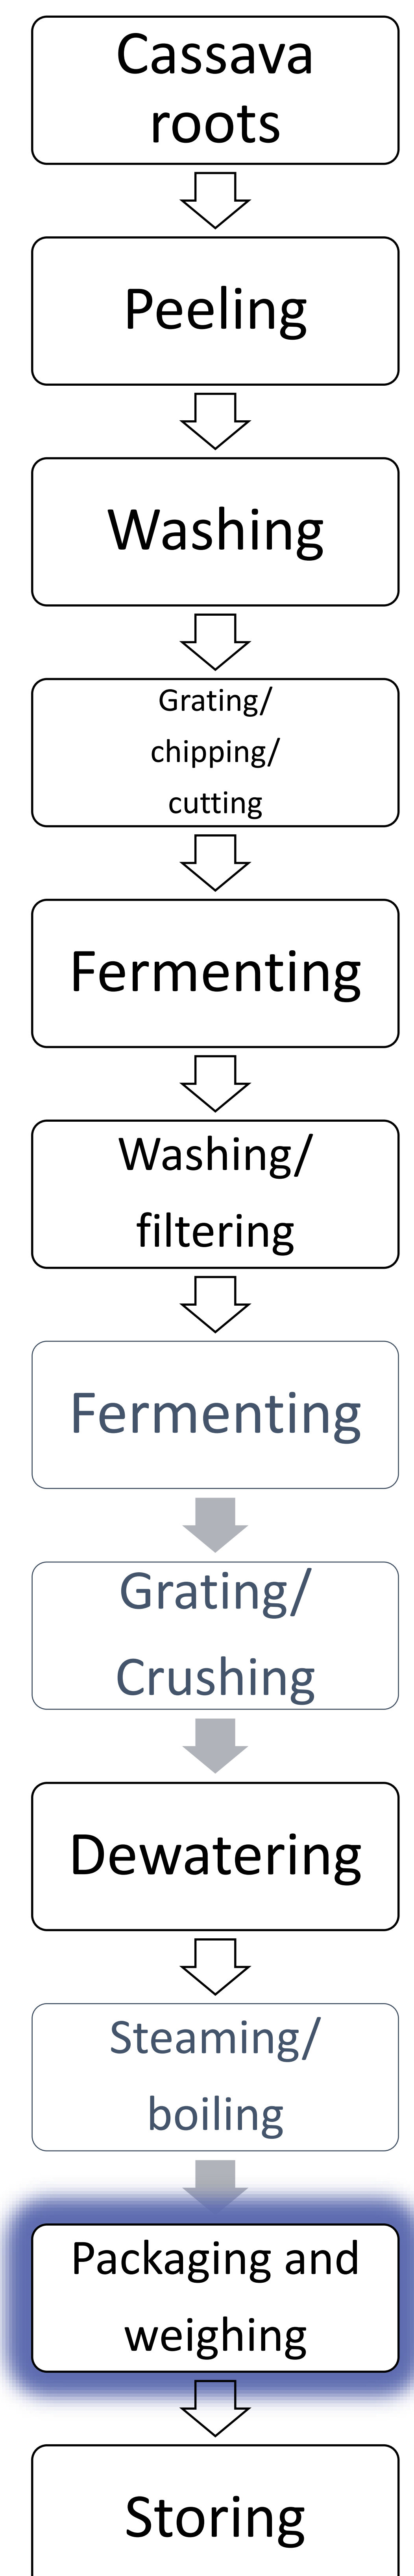 Cassava
roots
Peeling
Washing
Grating/
chipping/
cutting
Fermenting
Washing/
filtering
Fermenting
Grating/
Crushing
Dewatering
Steaming/
boiling
Packaging and
weighing
Storing